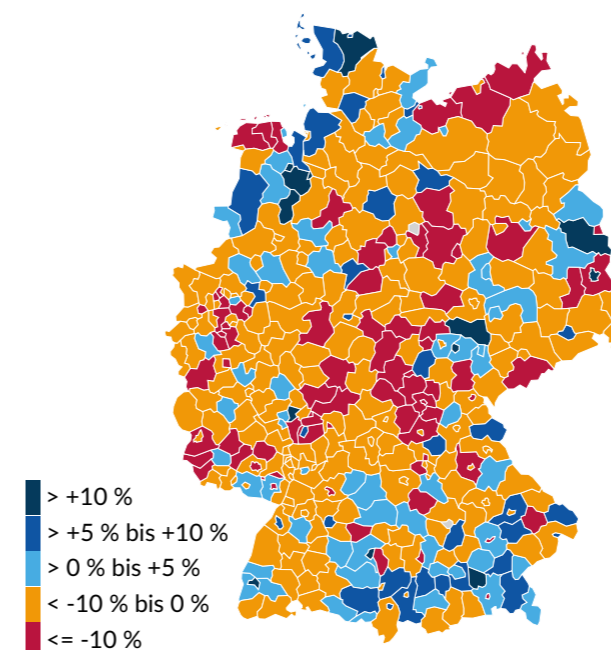 > +10 %
> +5 % bis +10 %
> 0 % bis +5 %
< -10 % bis 0 %
<= -10 %